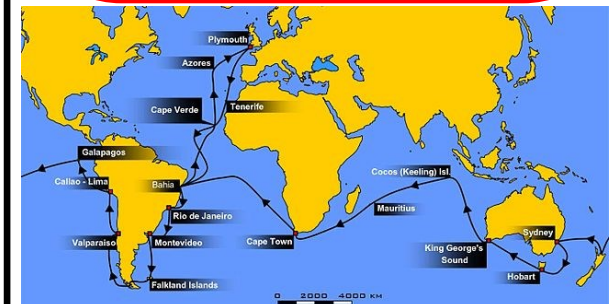 Plymouth
Azores
Cape Verde
Tenerife
Galapagos
Callao - Lima
Bahia
Cocos (Keeling) Isl.
Rio de Janeiro
Mauritius
Valparaiso
Montevideo
Cape Town
King George's
Sound
Sydney
Hobart
Falkland Islands
0 2000 4000 KM